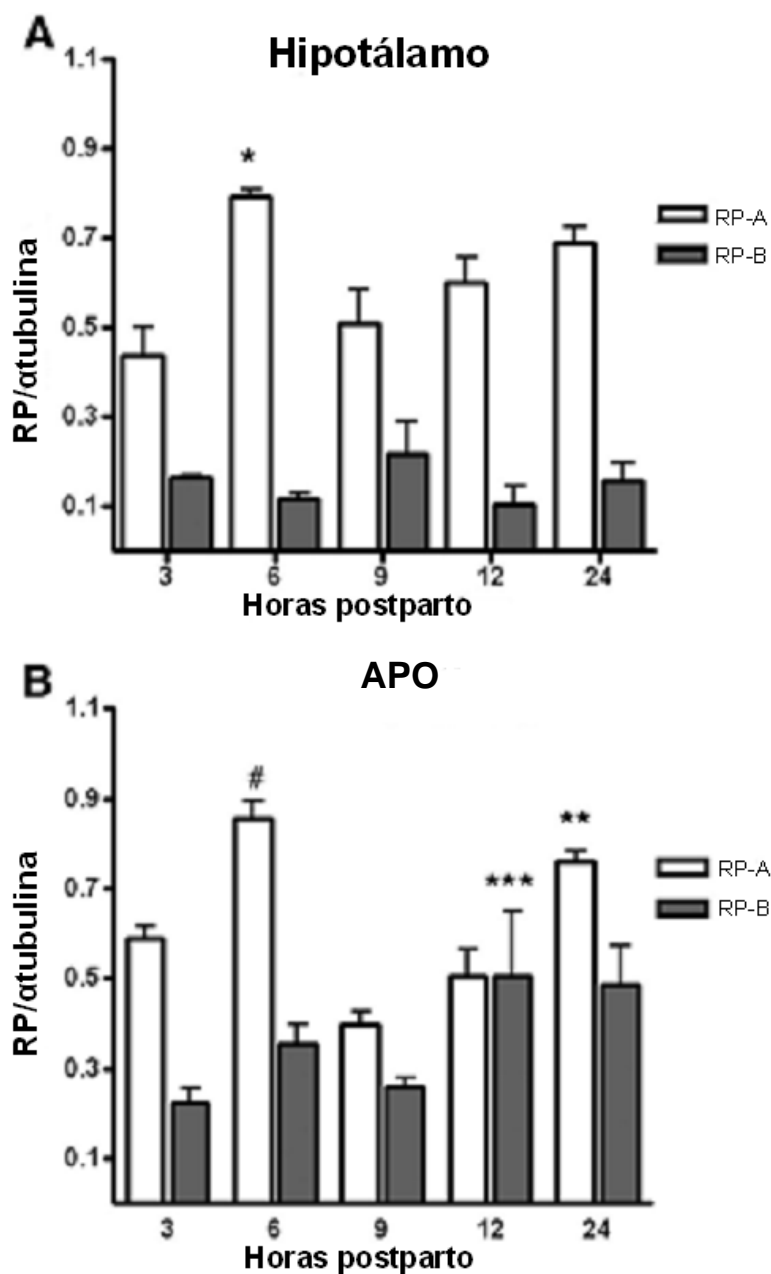 A
Hipotálamo
1.1
0.9
0.7
0.5
0.3
0.1
RP/αtubulina
*
RP-A
RP-B
3 6 9 12 24
Horas postparto
B
APO
1.1
0.9
0.7
0.5
0.3
0.1
RP/αtubulina
#
***
**
RP-A
RP-B
3 6 9 12 24
Horas postparto